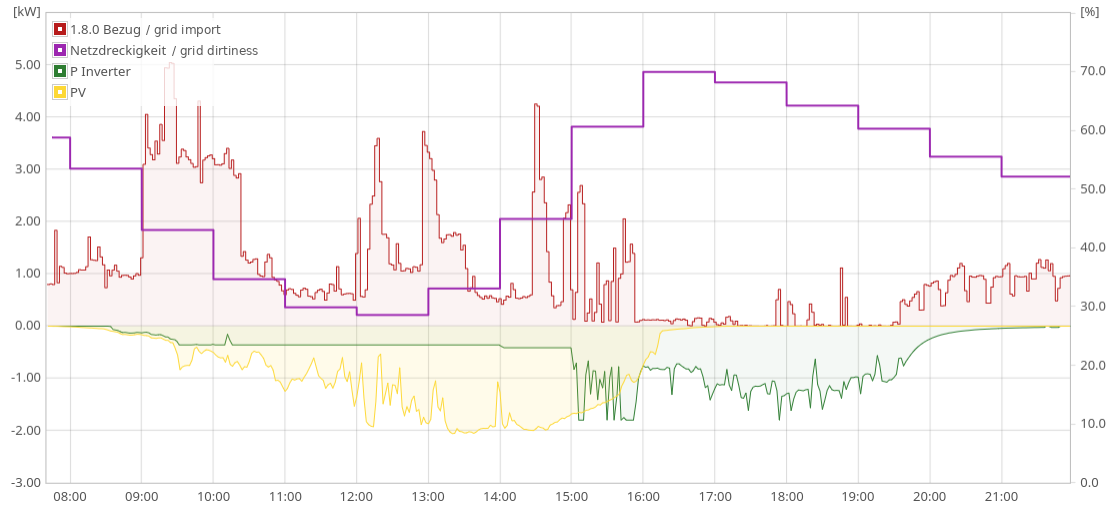 [kW] [%]
1.8.0 Bezug / grid import
Netzdreckigkeit / grid dirtiness
P Inverter
PV
5.00 70.0
4.00 60.0
3.00 50.0
2.00 40.0
1.00 30.0
0.00
-1.00 20.0
-2.00 10.0
-3.00 0.0
08:00 09:00 10:00 11:00 12:00 13:00 14:00 15:00 16:00 17:00 18:00 19:00 20:00 21:00